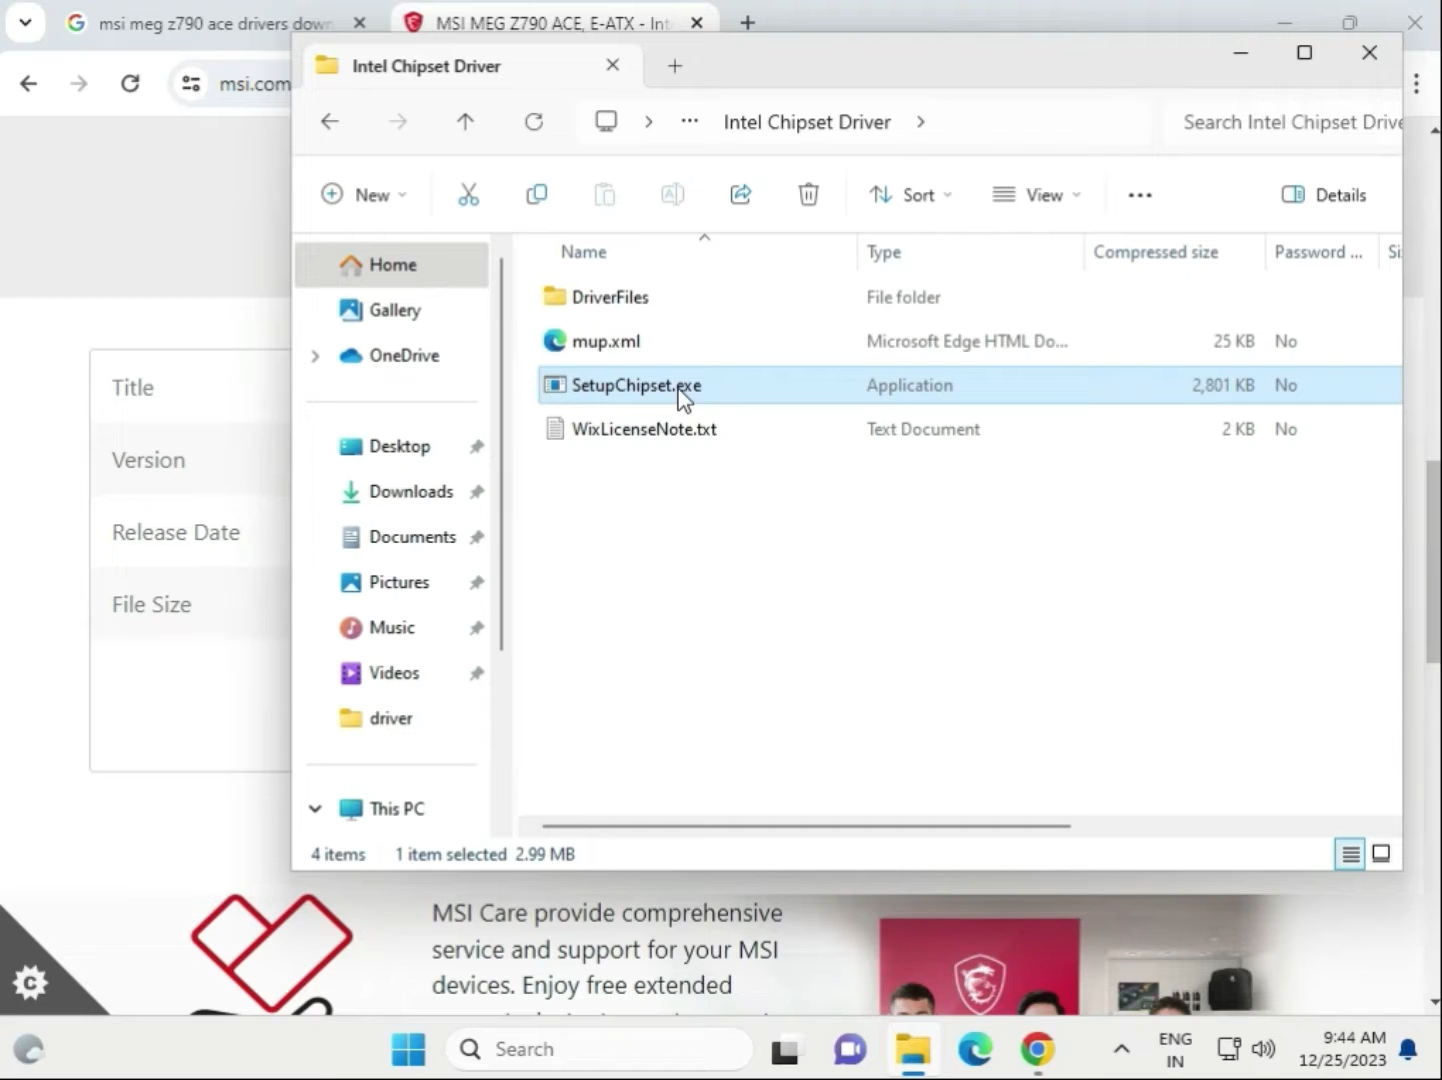 msi meg z790 ace drivers down
MSI MEG Z790 ACE, E-ATX - Int
msi.com
Intel Chipset Driver
Intel Chipset Driver
Search Intel Chipset Drive
New
Sort
View
Details
Name Type Compressed size Password ... Si
Home
Gallery
OneDrive
Desktop
Downloads
Documents
Pictures
Music
Videos
driver
This PC
DriverFiles File folder
mup.xml Microsoft Edge HTML Do... 25 KB No
SetupChipset.exe Application 2,801 KB No
WixLicenseNote.txt Text Document 2 KB No
4 items 1 item selected 2.99 MB
Title
Version
Release Date
File Size
MSI Care provide comprehensive
service and support for your MSI
devices. Enjoy free extended
Search
ENG
IN
9:44 AM
12/25/2023